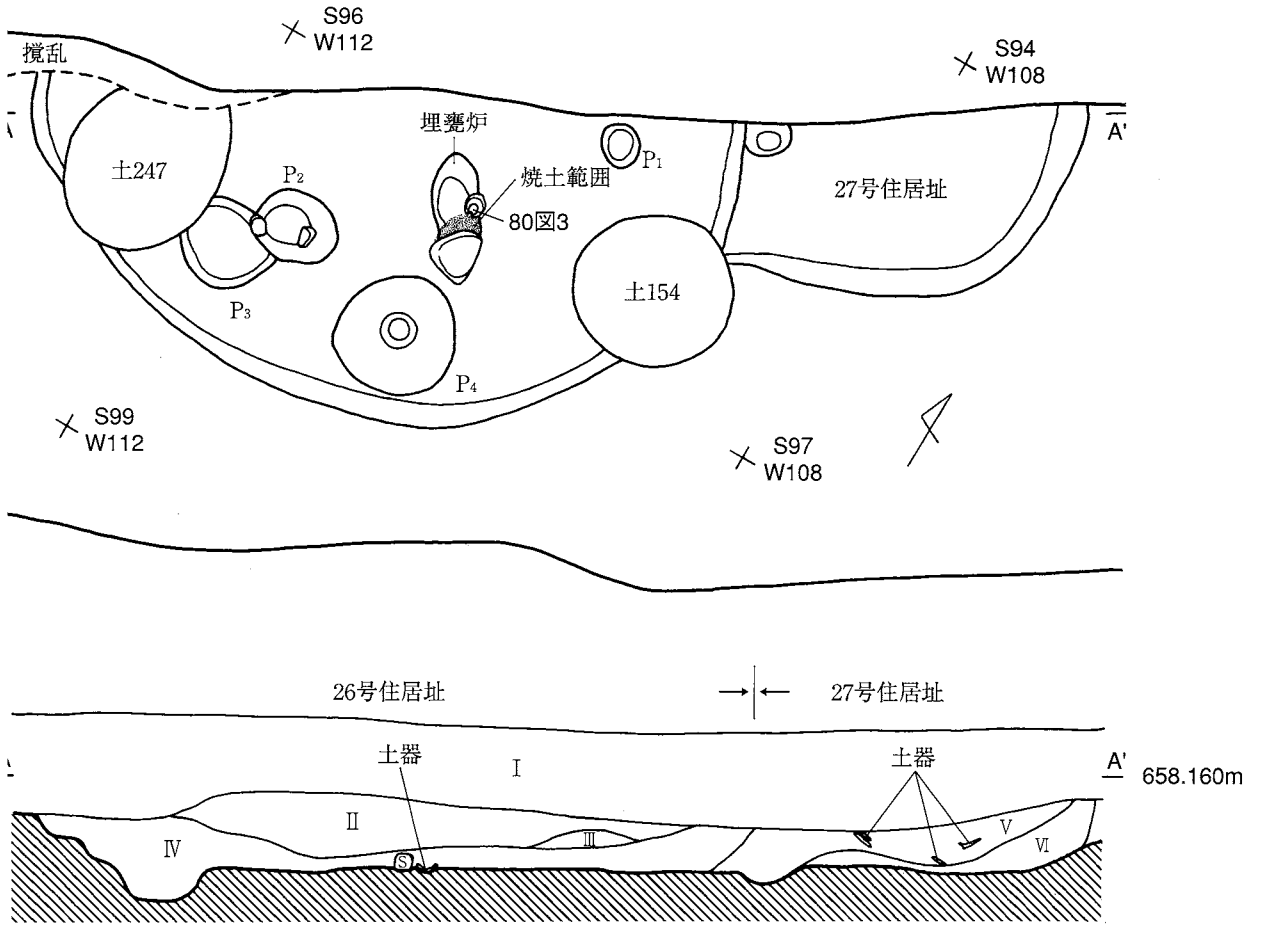 S96
W112
S94
W108
撹乱
A'
埋甕炉
P1
焼土範囲
土247
P2
27号住居址
80図3
土154
P3
P4
S99
W112
S97
W108
26号住居址
27号住居址
土器
I
土器
A'
658.160m
II
III
V
IV
S
VI